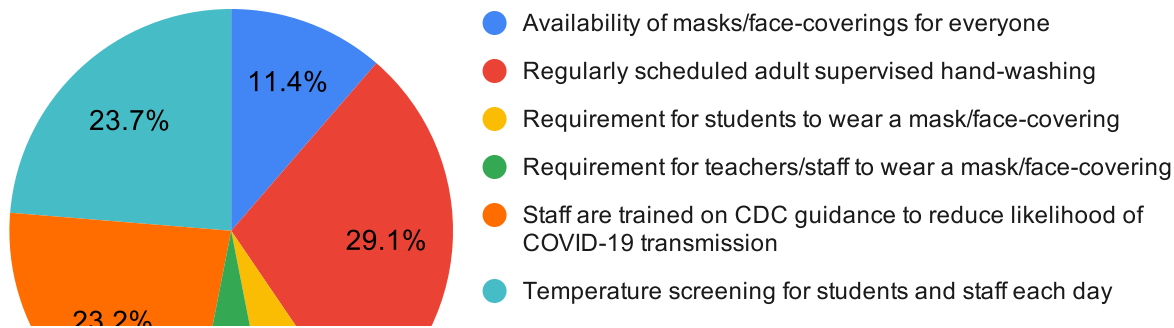 Availability of masks/face-coverings for everyone
Regularly scheduled adult supervised hand-washing
Requirement for students to wear a mask/face-covering
Requirement for teachers/staff to wear a mask/face-covering
Staff are trained on CDC guidance to reduce likelihood of
COVID-19 transmission
Temperature screening for students and staff each day
11.4%
23.7%
29.1%
23.2%